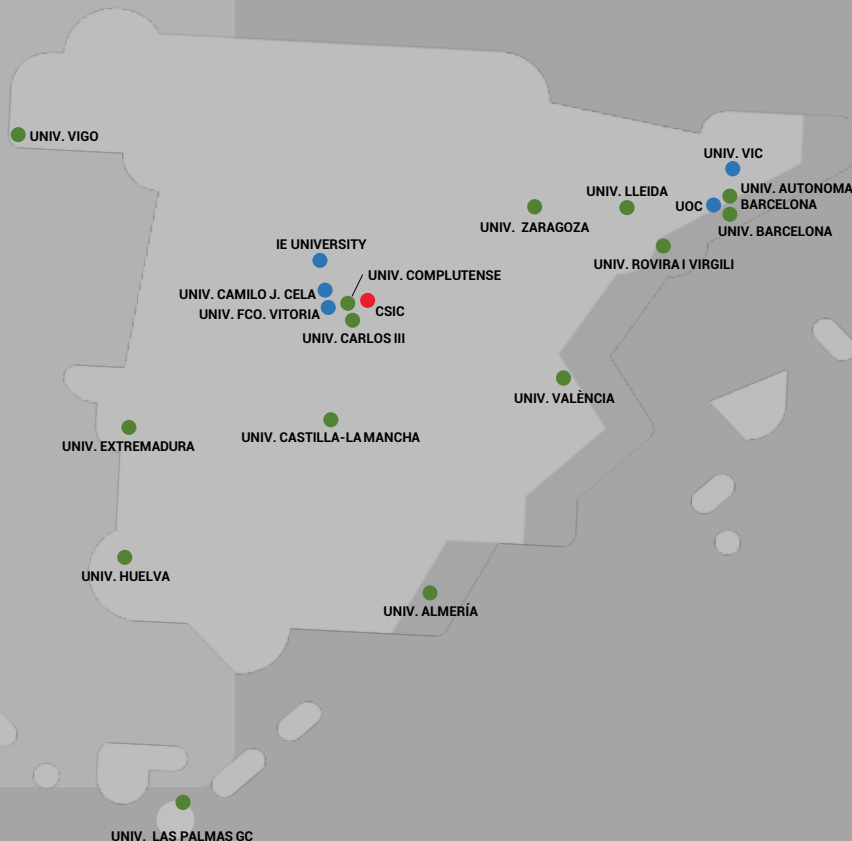 UNIV. VIGO
UNIV. VIC
UNIV. AUTONOMA
BARCELONA
UNIV. LLEIDA
UOC
UNIV. ZARAGOZA
UNIV. BARCELONA
IE UNIVERSITY
UNIV. ROVIRA I VIRGILI
UNIV. COMPLUTENSE
UNIV. CAMILO J. CELA
CSIC
UNIV. FCO. VITORIA
UNIV. CARLOS III
UNIV. VALÈNCIA
UNIV. CASTILLA-LA MANCHA
UNIV. EXTREMADURA
UNIV. HUELVA
UNIV. ALMERÍA
UNIV. LAS PALMAS GC